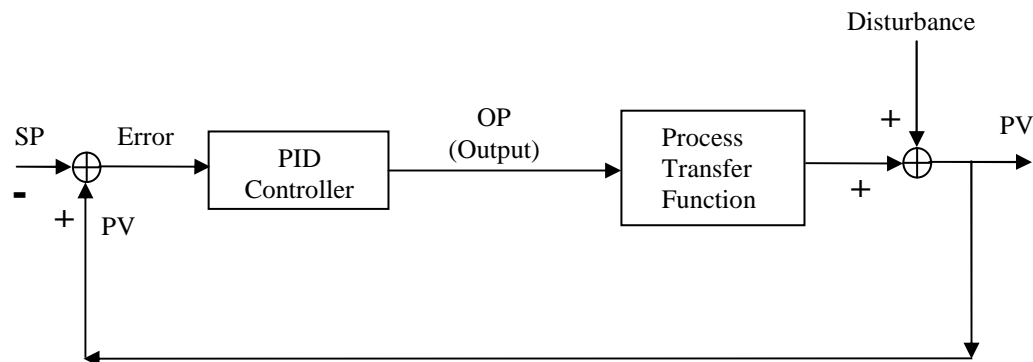 Disturbance
SP
-
Error
PID
Controller
OP
(Output)
Process
Transfer
Function
+
+
PV
+
PV